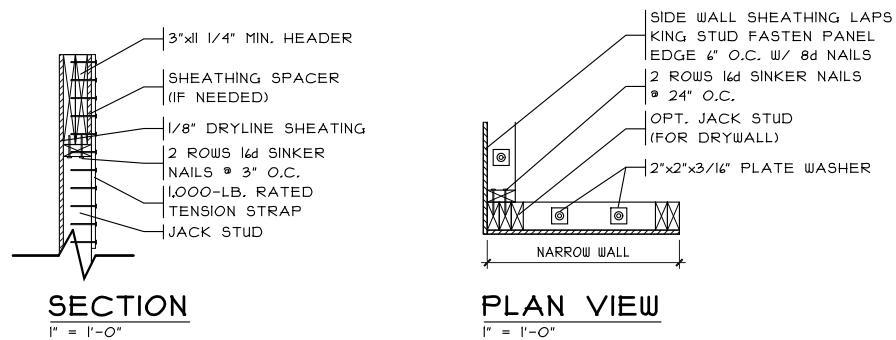 3"x11 1/4" MIN. HEADER
SHEATHING SPACER
(IF NEEDED)
1/8" DRYLINE SHEATING
2 ROWS 16d SINKER
NAILS @ 3" O.C.
1,000-LB. RATED
TENSION STRAP
JACK STUD
SECTION
1" = 1'-0"
SIDE WALL SHEATHING LAPS
KING STUD FASTEN PANEL
EDGE 6" O.C. W/ 8d NAILS
2 ROWS 16d SINKER NAILS
@ 24" O.C.
OPT. JACK STUD
(FOR DRYWALL)
2"x2"x3/16" PLATE WASHER
NARROW WALL
PLAN VIEW
1" = 1'-0"